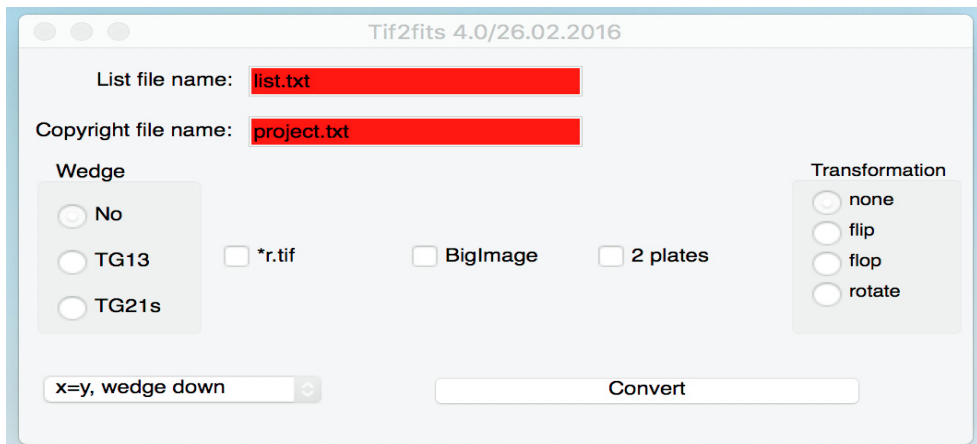 Tif2fits 4.0/26.02.2016
List file name: list.txt
Copyright file name: project.txt
Wedge
No
TG13
TG21s
*r.tif
BigImage
2 plates
Transformation
none
flip
flop
rotate
x=y, wedge down
Convert